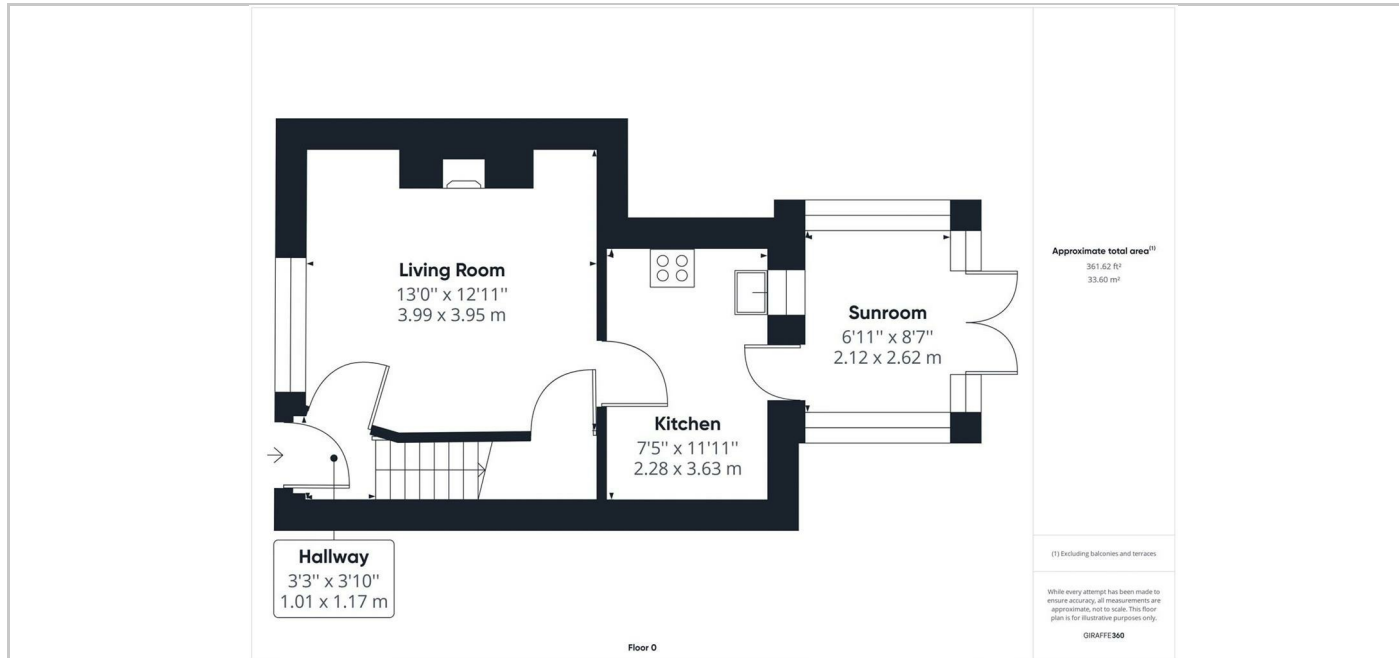 Living Room
13'0'' x 12'11''
3.99 x 3.95 m
Sunroom
6'11'' x 8'7''
2.12 x 2.62 m
Kitchen
7'5'' x 11'11''
2.28 x 3.63 m
Hallway
3'3'' x 3'10''
1.01 x 1.17 m
Floor 0
Approximate total area(1)
361.62 ft²
33.60 m²
(1) Excluding balconies and terraces
While every attempt has been made to
ensure accuracy, all measurements are
approximate, not to scale. This floor
plan is for illustrative purposes only.
GIRAFFE360